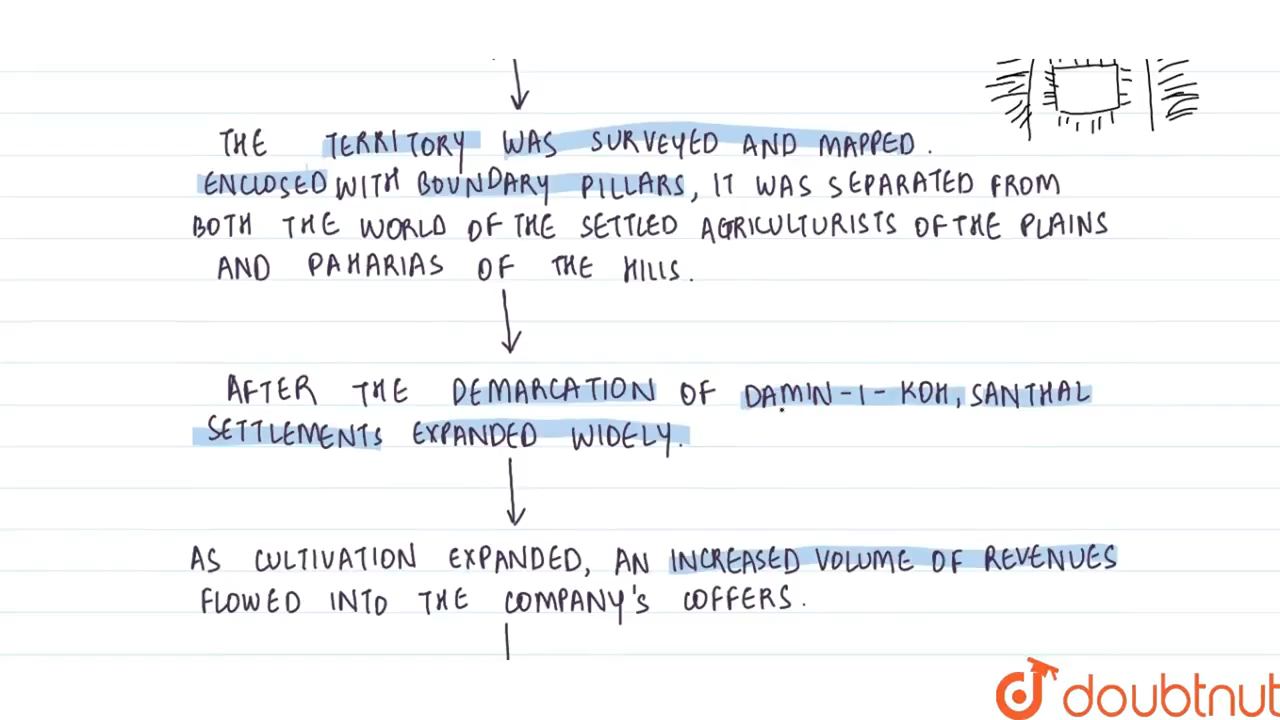 THE TERRITORY WAS SURVEYED AND MAPPED.
ENCLOSED WITH BOUNDARY PILLARS, IT WAS SEPARATED FROM
BOTH THE WORLD OF THE SETTLED AGRICULTURISTS OF THE PLAINS
AND PAHARIAS OF THE HILLS.
AFTER THE DEMARCATION OF DAMIN-I-KOH, SANTHAL
SETTLEMENTS EXPANDED WIDELY.
AS CULTIVATION EXPANDED, AN INCREASED VOLUME OF REVENUES
FLOWED INTO THE COMPANY'S COFFERS.
doubtnut